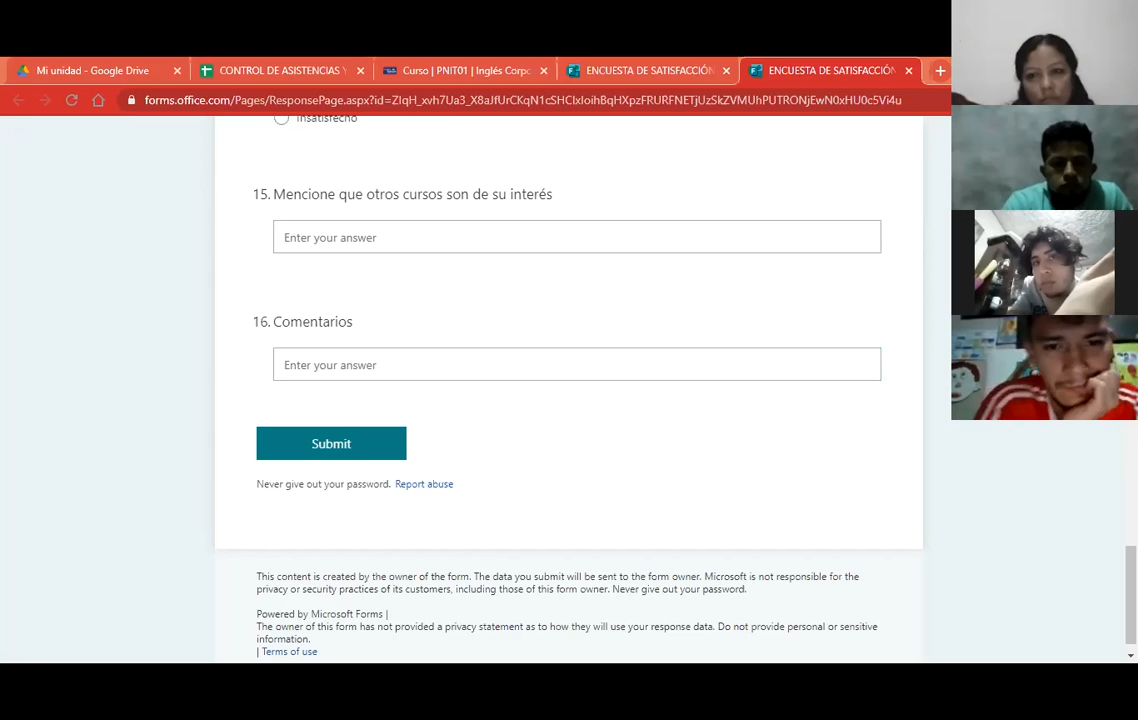 Mi unidad - Google Drive
CONTROL DE ASISTENCIAS Y
Curso | PNIT01 | Inglés Corpo
ENCUESTA DE SATISFACCIÓN
ENCUESTA DE SATISFACCIÓN
forms.office.com/Pages/ResponsePage.aspx?id=ZIqH_xvh7Ua3_X8aJfUrCKqN1cSHCIxIoihBqHXpzFRURFNETjUzSkZVMUhPUTRONjEwN0xHU0c5Vi4u
Insatisfecho
15. Mencione que otros cursos son de su interés
Enter your answer
16. Comentarios
Enter your answer
Submit
Never give out your password. Report abuse
This content is created by the owner of the form. The data you submit will be sent to the form owner. Microsoft is not responsible for the
privacy or security practices of its customers, including those of this form owner. Never give out your password.
Powered by Microsoft Forms |
The owner of this form has not provided a privacy statement as to how they will use your response data. Do not provide personal or sensitive
information.
| Terms of use